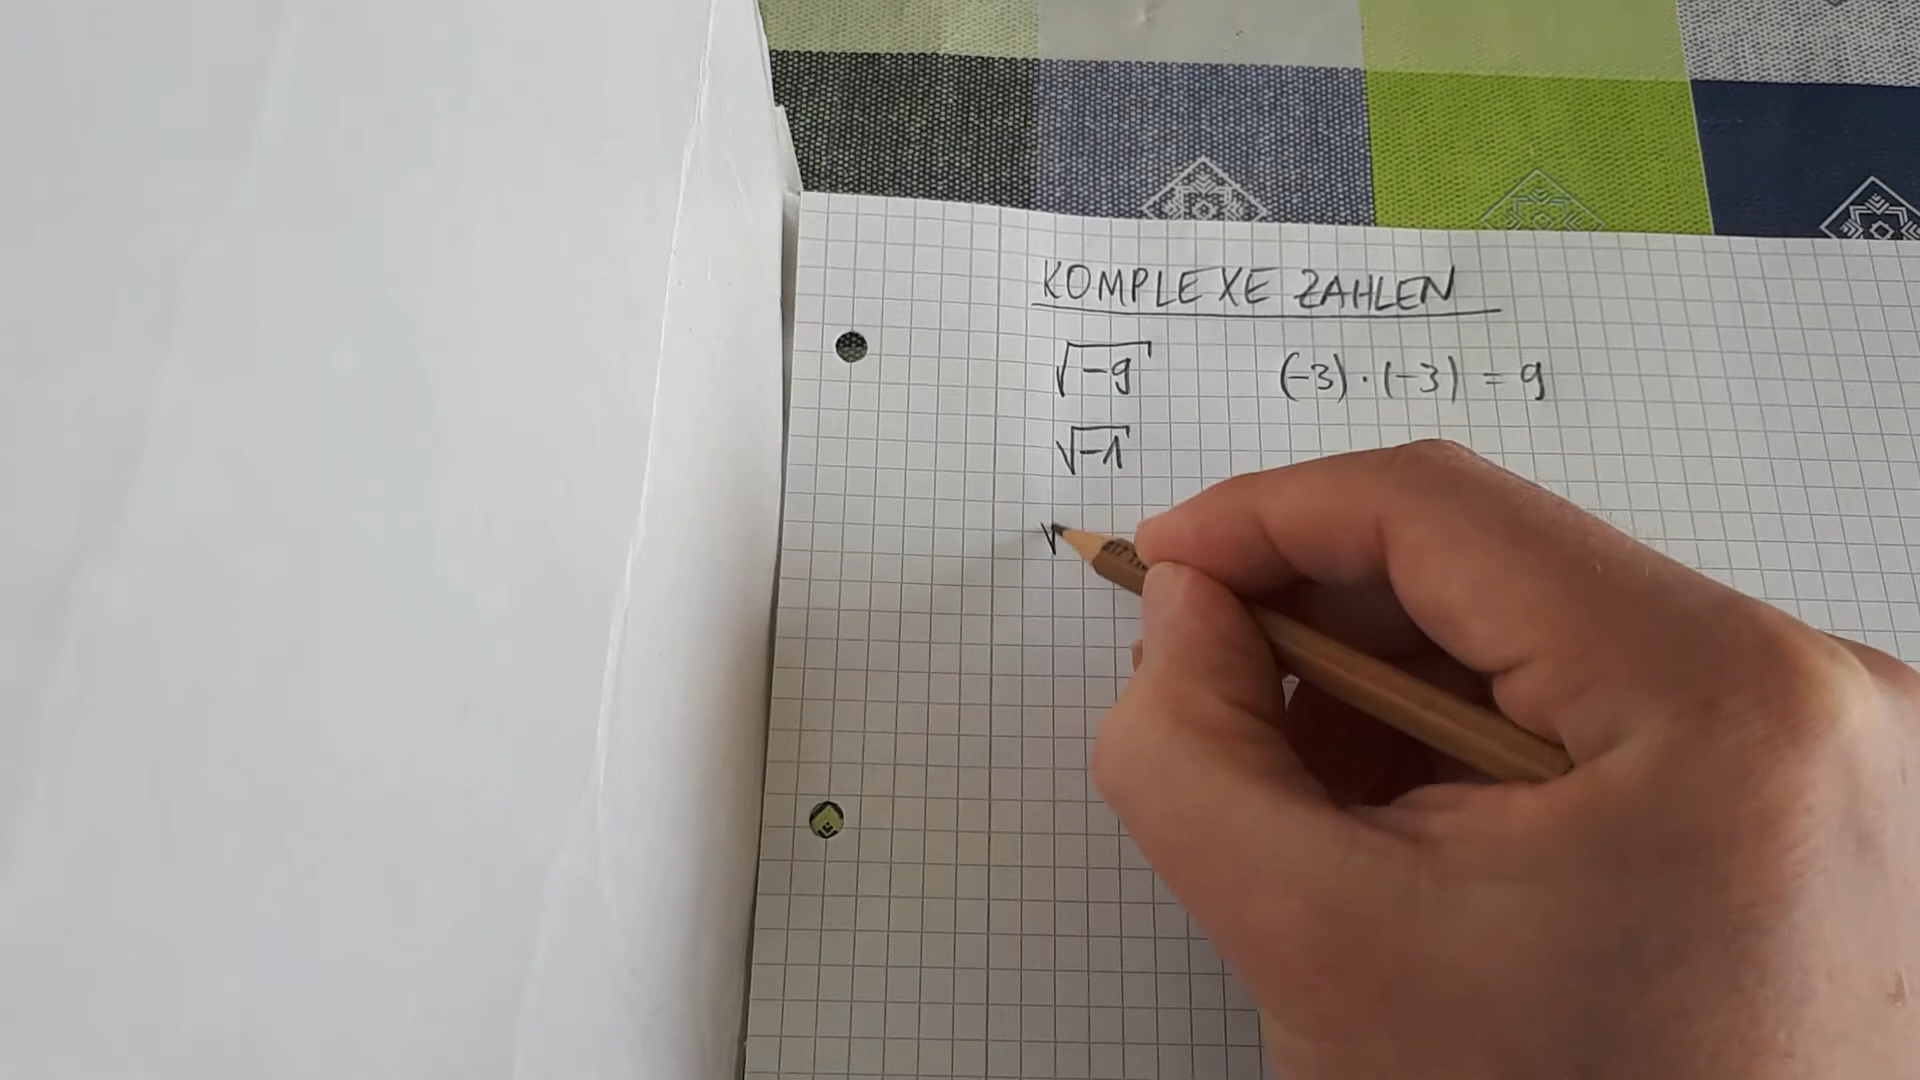 KOMPLEXE ZAHLEN
√-9 (-3)·(-3) = 9
√-1
√